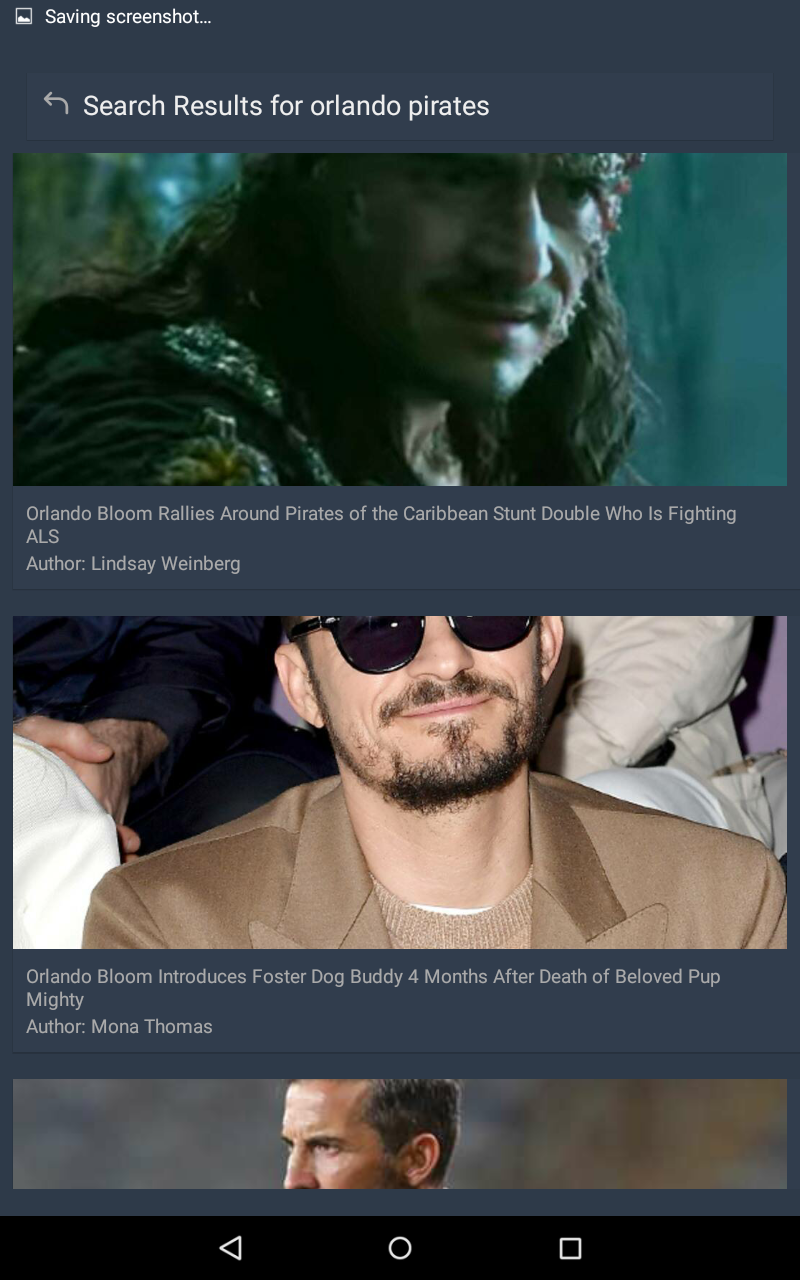 Saving screenshot...
Search Results for orlando pirates
Orlando Bloom Rallies Around Pirates of the Caribbean Stunt Double Who Is Fighting
ALS
Author: Lindsay Weinberg
Orlando Bloom Introduces Foster Dog Buddy 4 Months After Death of Beloved Pup
Mighty
Author: Mona Thomas